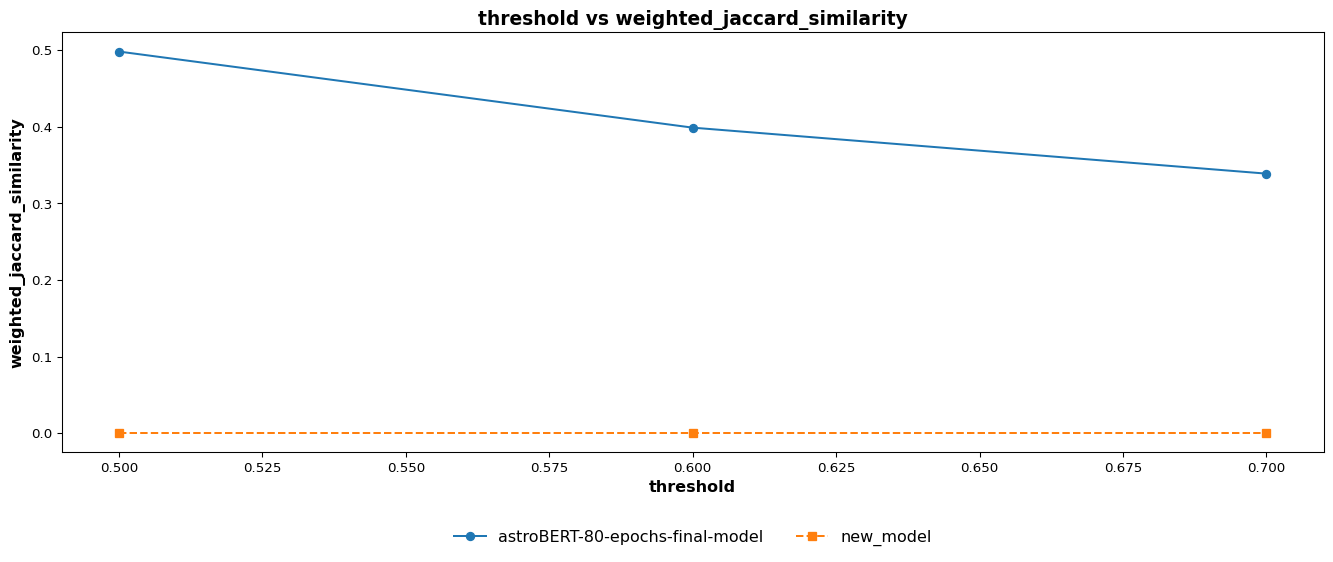 threshold vs weighted_jaccard_similarity
weighted_jaccard_similarity
0.5
0.4
0.3
0.2
0.1
0.0
0.500 0.525 0.550 0.575 0.600 0.625 0.650 0.675 0.700
threshold
astroBERT-80-epochs-final-model new_model